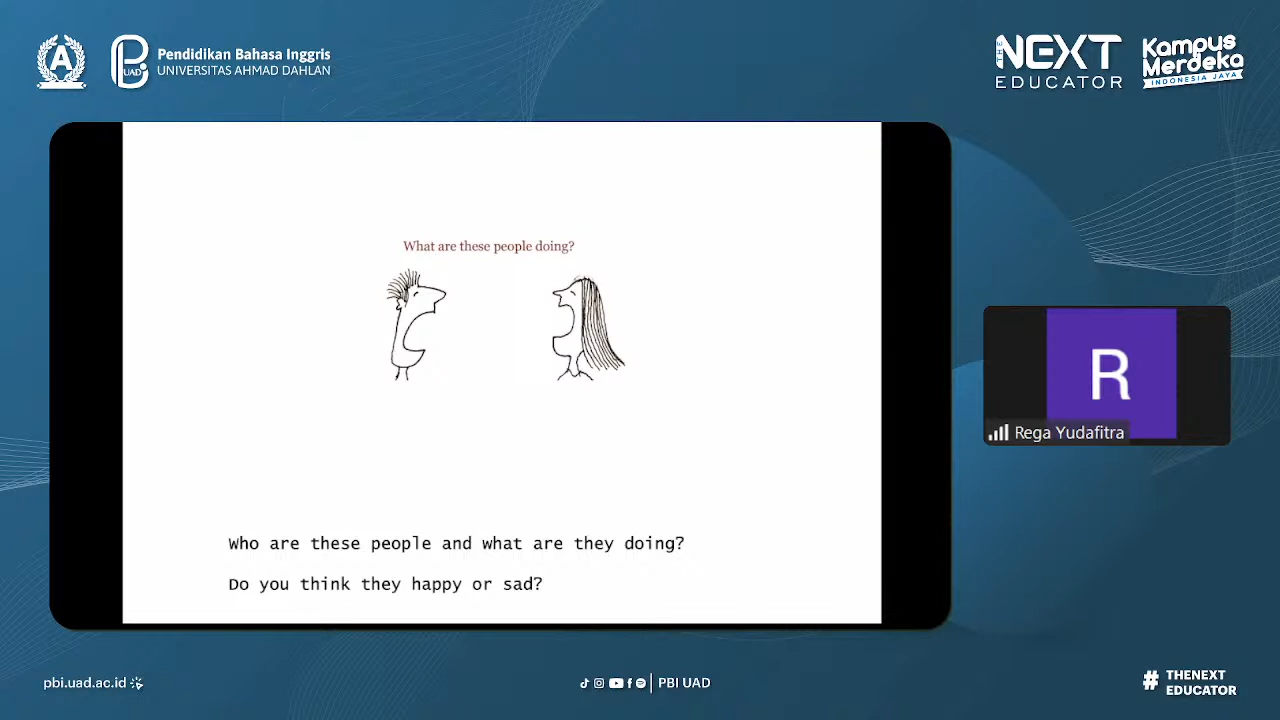 A
UAD
Pendidikan Bahasa Inggris
UNIVERSITAS AHMAD DAHLAN
THE NEXT
EDUCATOR
Kampus
Merdeka
INDONESIA JAYA
What are these people doing?
Who are these people and what are they doing?
Do you think they happy or sad?
R
Rega Yudafitra
pbi.uad.ac.id
PBI UAD
# THENEXT
EDUCATOR